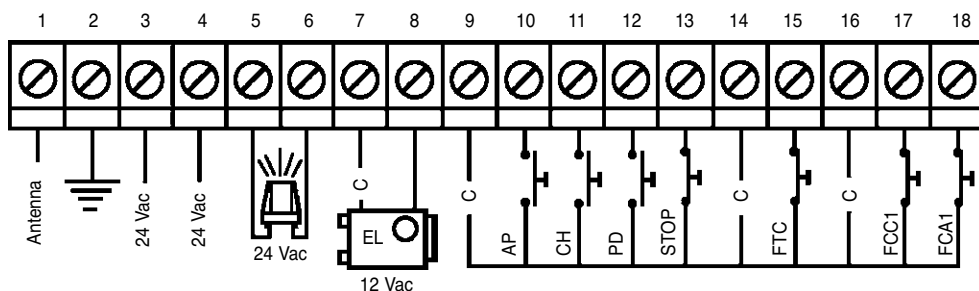 1 2 3 4 5 6 7 8 9 10 11 12 13 14 15 16 17 18
Antenna
24 Vac
24 Vac
24 Vac
C
EL
12 Vac
C
AP
CH
PD
STOP
C
FTC
C
FCC1
FCA1